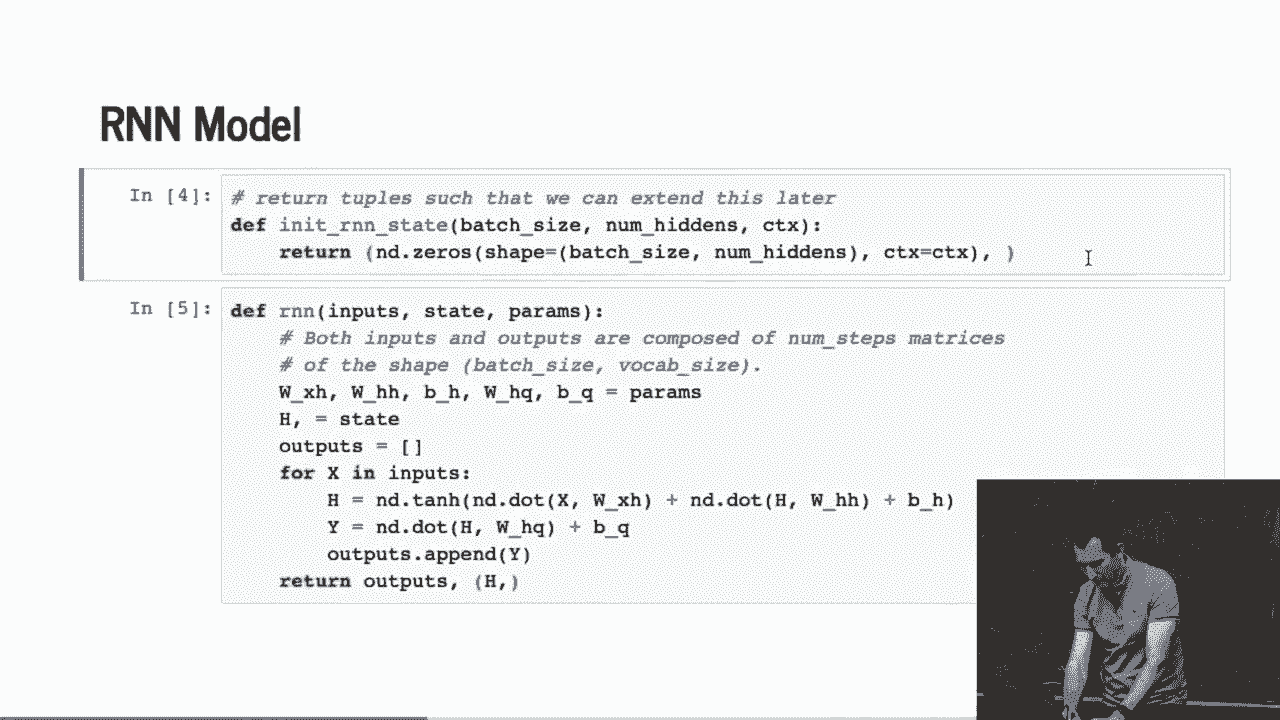 RNN Model
In [4]:
# return tuples such that we can extend this later
def init_rnn_state(batch_size, num_hiddens, ctx):
    return (nd.zeros(shape=(batch_size, num_hiddens), ctx=ctx), )
In [5]:
def rnn(inputs, state, params):
    # Both inputs and outputs are composed of num_steps matrices
    # of the shape (batch_size, vocab_size).
    W_xh, W_hh, b_h, W_hq, b_q = params
    H, = state
    outputs = []
    for X in inputs:
        H = nd.tanh(nd.dot(X, W_xh) + nd.dot(H, W_hh) + b_h)
        Y = nd.dot(H, W_hq) + b_q
        outputs.append(Y)
    return outputs, (H,)